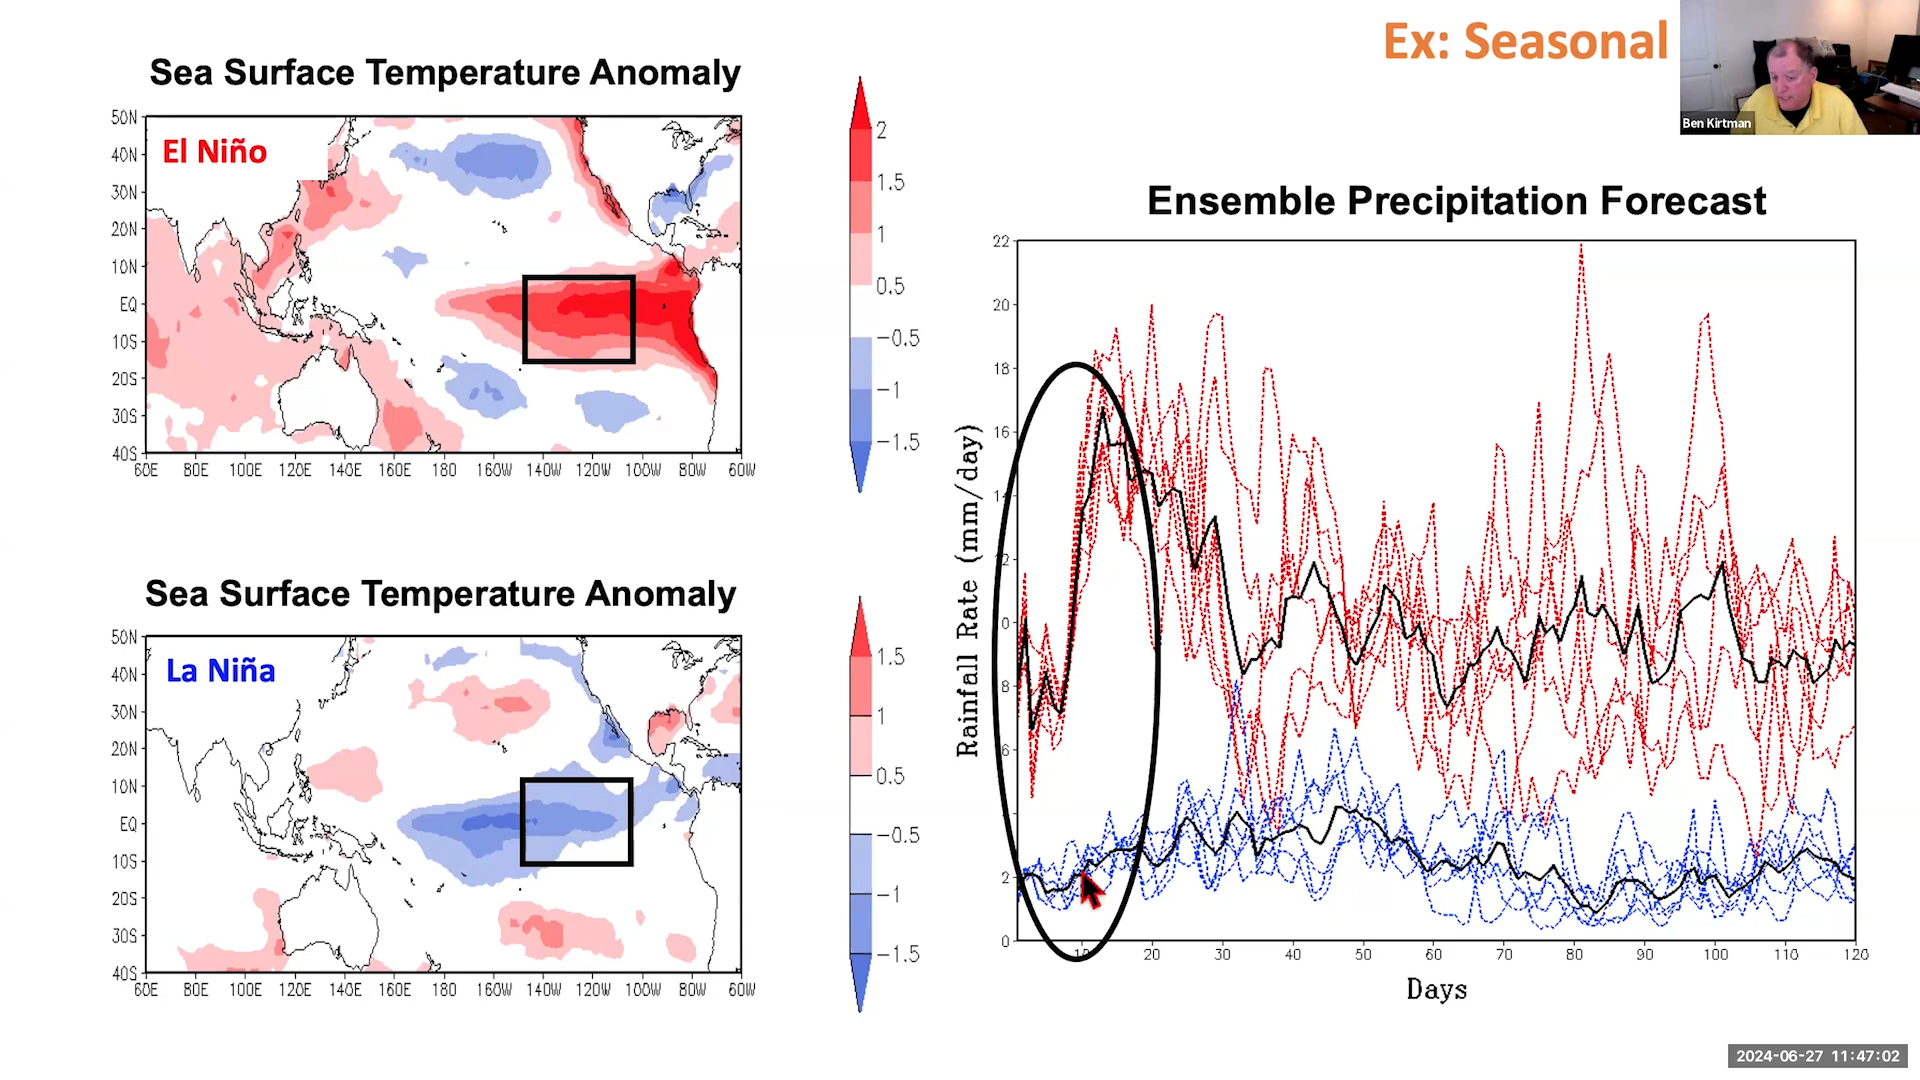 Ex: Seasonal
Ben Kirtman
Sea Surface Temperature Anomaly
El Niño
50N
40N
30N
20N
10N
EQ
10S
20S
30S
40S
60E 80E 100E 120E 140E 160E 180 160W 140W 120W 100W 80W 60W
2
1.5
1
0.5
−0.5
−1
−1.5
Sea Surface Temperature Anomaly
La Niña
50N
40N
30N
20N
10N
EQ
10S
20S
30S
40S
60E 80E 100E 120E 140E 160E 180 160W 140W 120W 100W 80W 60W
1.5
1
0.5
−0.5
−1
−1.5
Ensemble Precipitation Forecast
Rainfall Rate (mm/day)
22
20
18
16
8
6
2
0
20 30 40 50 60 70 80 90 100 110 120
Days
2024-06-27 11:47:02